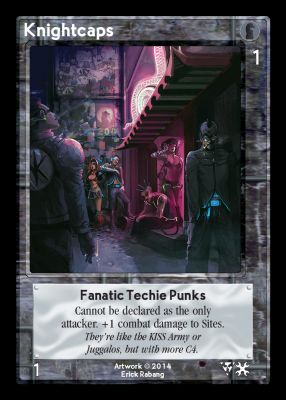 Knightcaps
1
Fanatic Techie Punks
Cannot be declared as the only
attacker. +1 combat damage to Sites.
They're like the KISS Army or
Juggalos, but with more C4.
1
Artwork © 2014
Erick Rabang